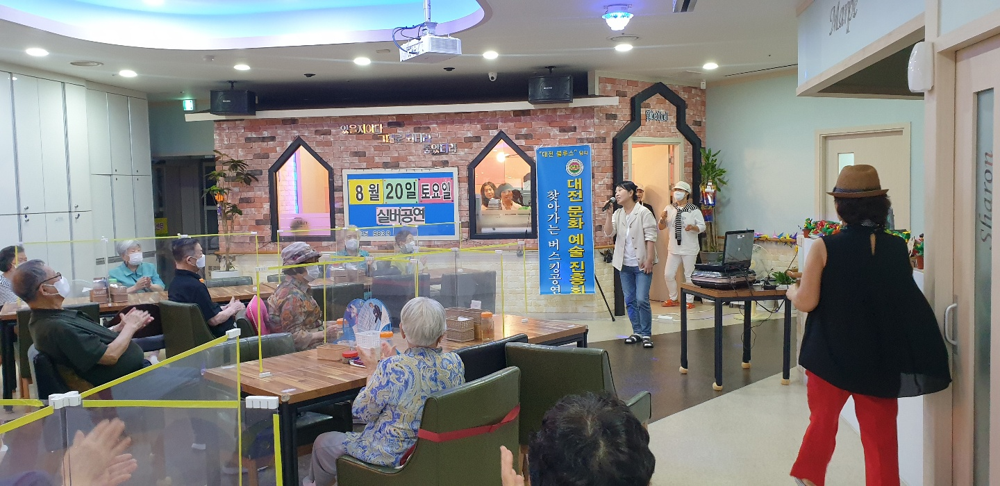 Marpe
있을지어다
그대로 되리라
좋았더라
8월 20일 토요일
실버공연
9839
"대전 블루스" 팀의
대전 문화 예술 진흥회
찾아가는 버스킹공연
Sharon